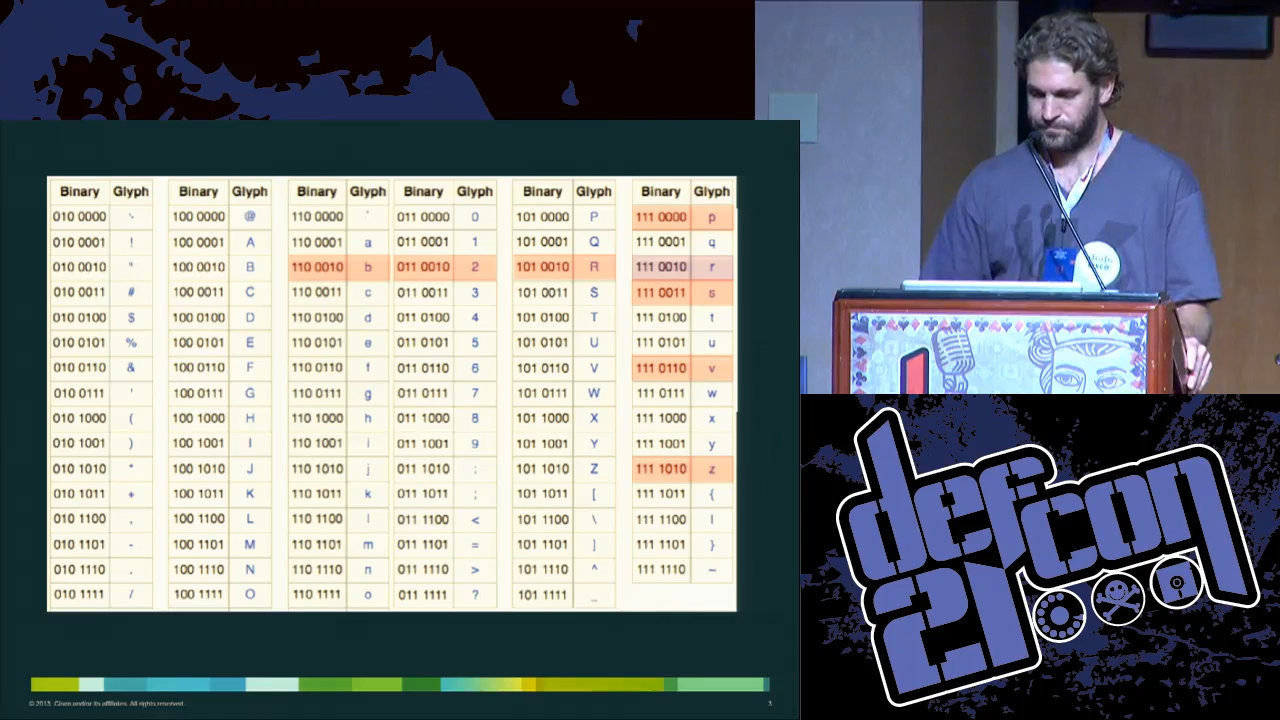 Binary Glyph Binary Glyph Binary Glyph Binary Glyph Binary Glyph Binary Glyph
010 0000 100 0000 @ 110 0000 ` 011 0000 0 101 0000 P 111 0000 p
010 0001 ! 100 0001 A 110 0001 a 011 0001 1 101 0001 Q 111 0001 q
010 0010 " 100 0010 B 110 0010 b 011 0010 2 101 0010 R 111 0010 r
010 0011 # 100 0011 C 110 0011 c 011 0011 3 101 0011 S 111 0011 s
010 0100 $ 100 0100 D 110 0100 d 011 0100 4 101 0100 T 111 0100 t
010 0101 % 100 0101 E 110 0101 e 011 0101 5 101 0101 U 111 0101 u
010 0110 & 100 0110 F 110 0110 f 011 0110 6 101 0110 V 111 0110 v
010 0111 ' 100 0111 G 110 0111 g 011 0111 7 101 0111 W 111 0111 w
010 1000 ( 100 1000 H 110 1000 h 011 1000 8 101 1000 X 111 1000 x
010 1001 ) 100 1001 I 110 1001 i 011 1001 9 101 1001 Y 111 1001 y
010 1010 * 100 1010 J 110 1010 j 011 1010 : 101 1010 Z 111 1010 z
010 1011 + 100 1011 K 110 1011 k 011 1011 ; 101 1011 [ 111 1011 {
010 1100 , 100 1100 L 110 1100 l 011 1100 < 101 1100 \ 111 1100 |
010 1101 - 100 1101 M 110 1101 m 011 1101 = 101 1101 ] 111 1101 }
010 1110 . 100 1110 N 110 1110 n 011 1110 > 101 1110 ^ 111 1110 ~
010 1111 / 100 1111 O 110 1111 o 011 1111 ? 101 1111 _
© 2013 Cisco and/or its affiliates. All rights reserved.
3
defcon
21